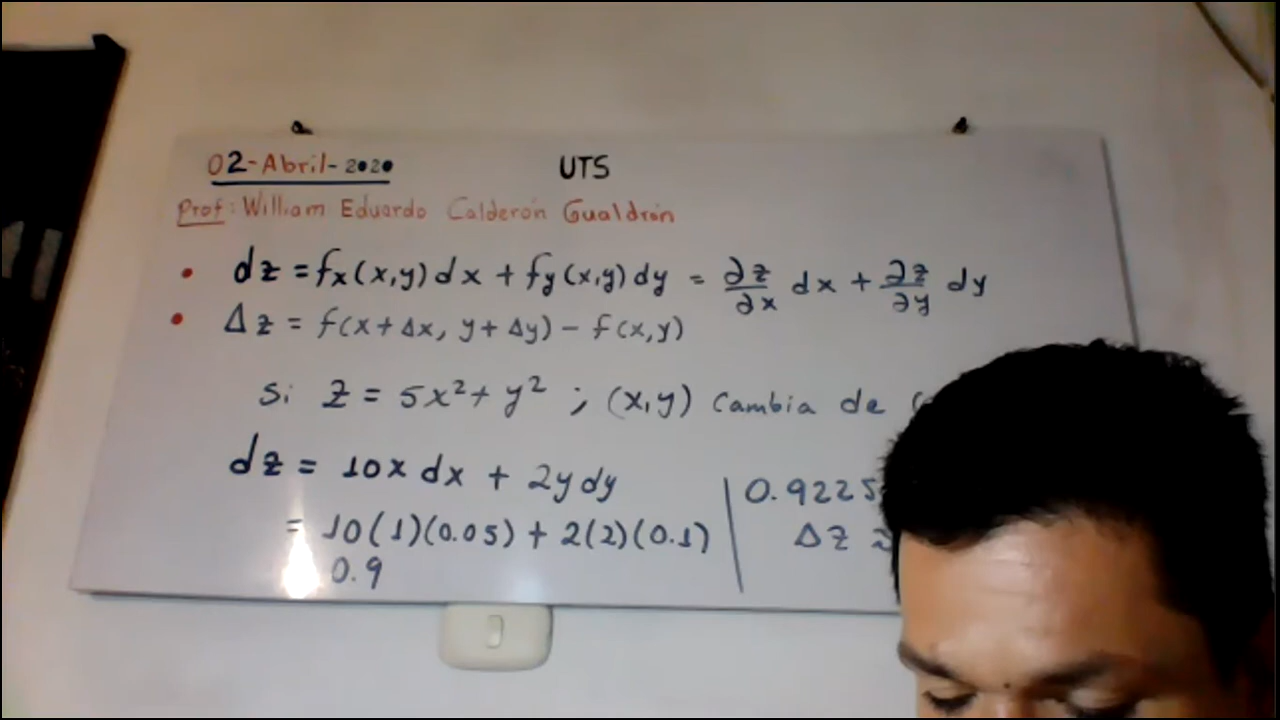 02-Abril-2020 UTS
Prof: William Eduardo Calderón Gualdrón
• dz = fx(x,y)dx + fy(x,y)dy = ∂z/∂x dx + ∂z/∂y dy
• Δz = f(x+Δx, y+Δy) - f(x,y)
Si z = 5x² + y² ; (x,y) Cambia de (
dz = 10x dx + 2y dy
= 10(1)(0.05) + 2(2)(0.1)
0.9
0.9225
Δz ≈